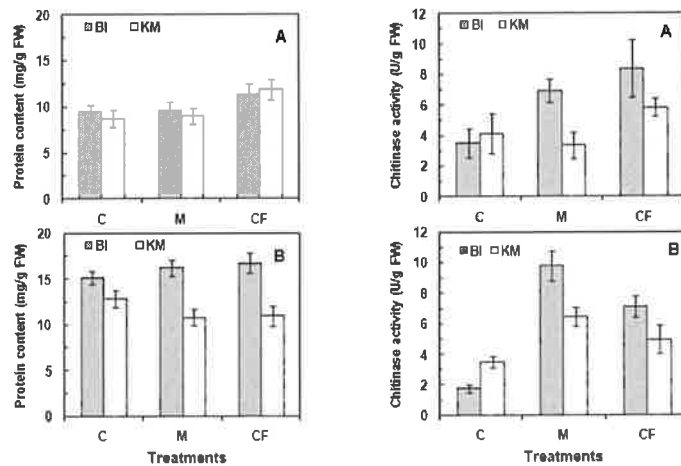 Protein content (mg/g FW)
20
15
10
5
0
BI KM
A
C M CF
Chitinase activity (U/g FW)
12
10
8
6
4
2
0
BI KM
A
C M CF
Protein content (mg/g FW)
20
15
10
5
0
BI KM
B
C M CF
Treatments
Chitinase activity (U/g FW)
12
10
8
6
4
2
0
BI KM
B
C M CF
Treatments